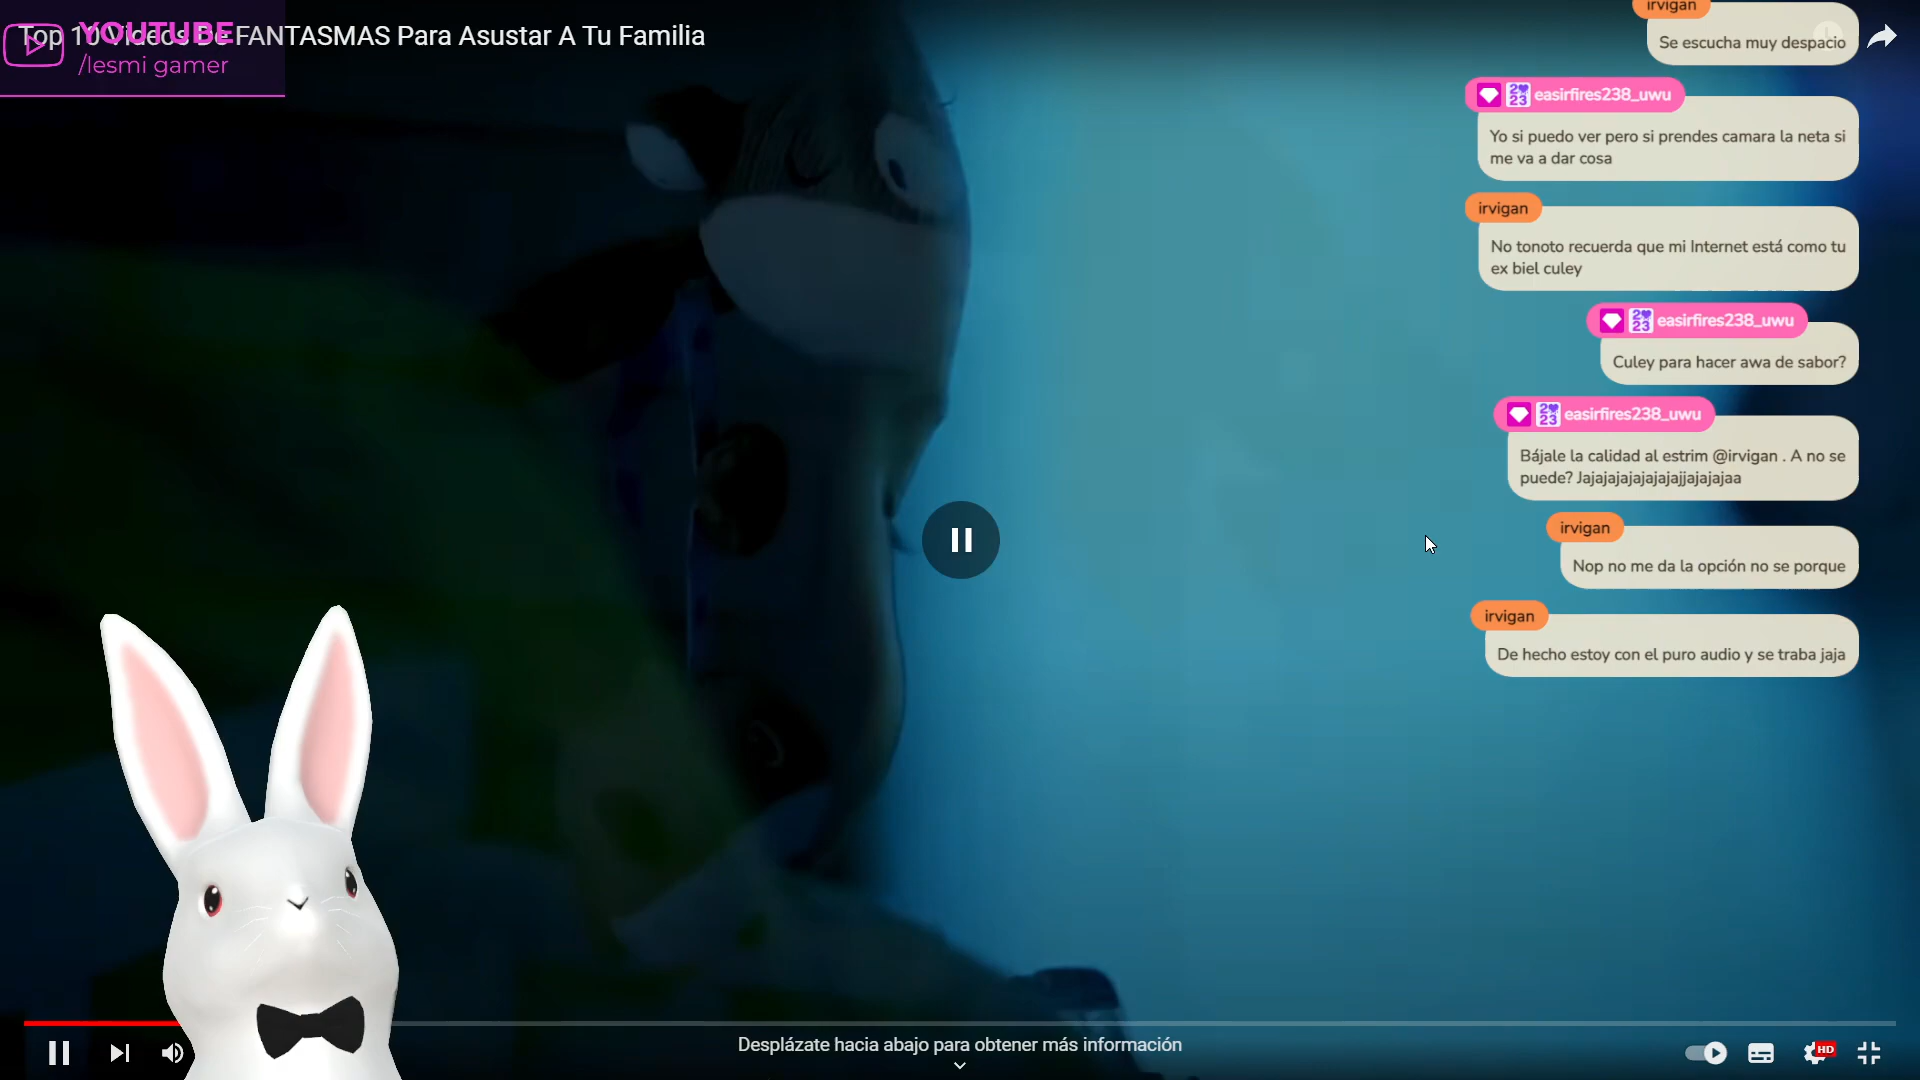 Top 10 Videos De FANTASMAS Para Asustar A Tu Familia
YOUTUBE
/lesmi gamer
irvigan
Se escucha muy despacio
easirfires238_uwu
Yo si puedo ver pero si prendes camara la neta si
me va a dar cosa
irvigan
No tonoto recuerda que mi Internet está como tu
ex biel culey
easirfires238_uwu
Culey para hacer awa de sabor?
easirfires238_uwu
Bájale la calidad al estrim @irvigan . A no se
puede? Jajajajajajajajajjajajajaa
irvigan
Nop no me da la opción no se porque
irvigan
De hecho estoy con el puro audio y se traba jaja
Desplázate hacia abajo para obtener más información
HD